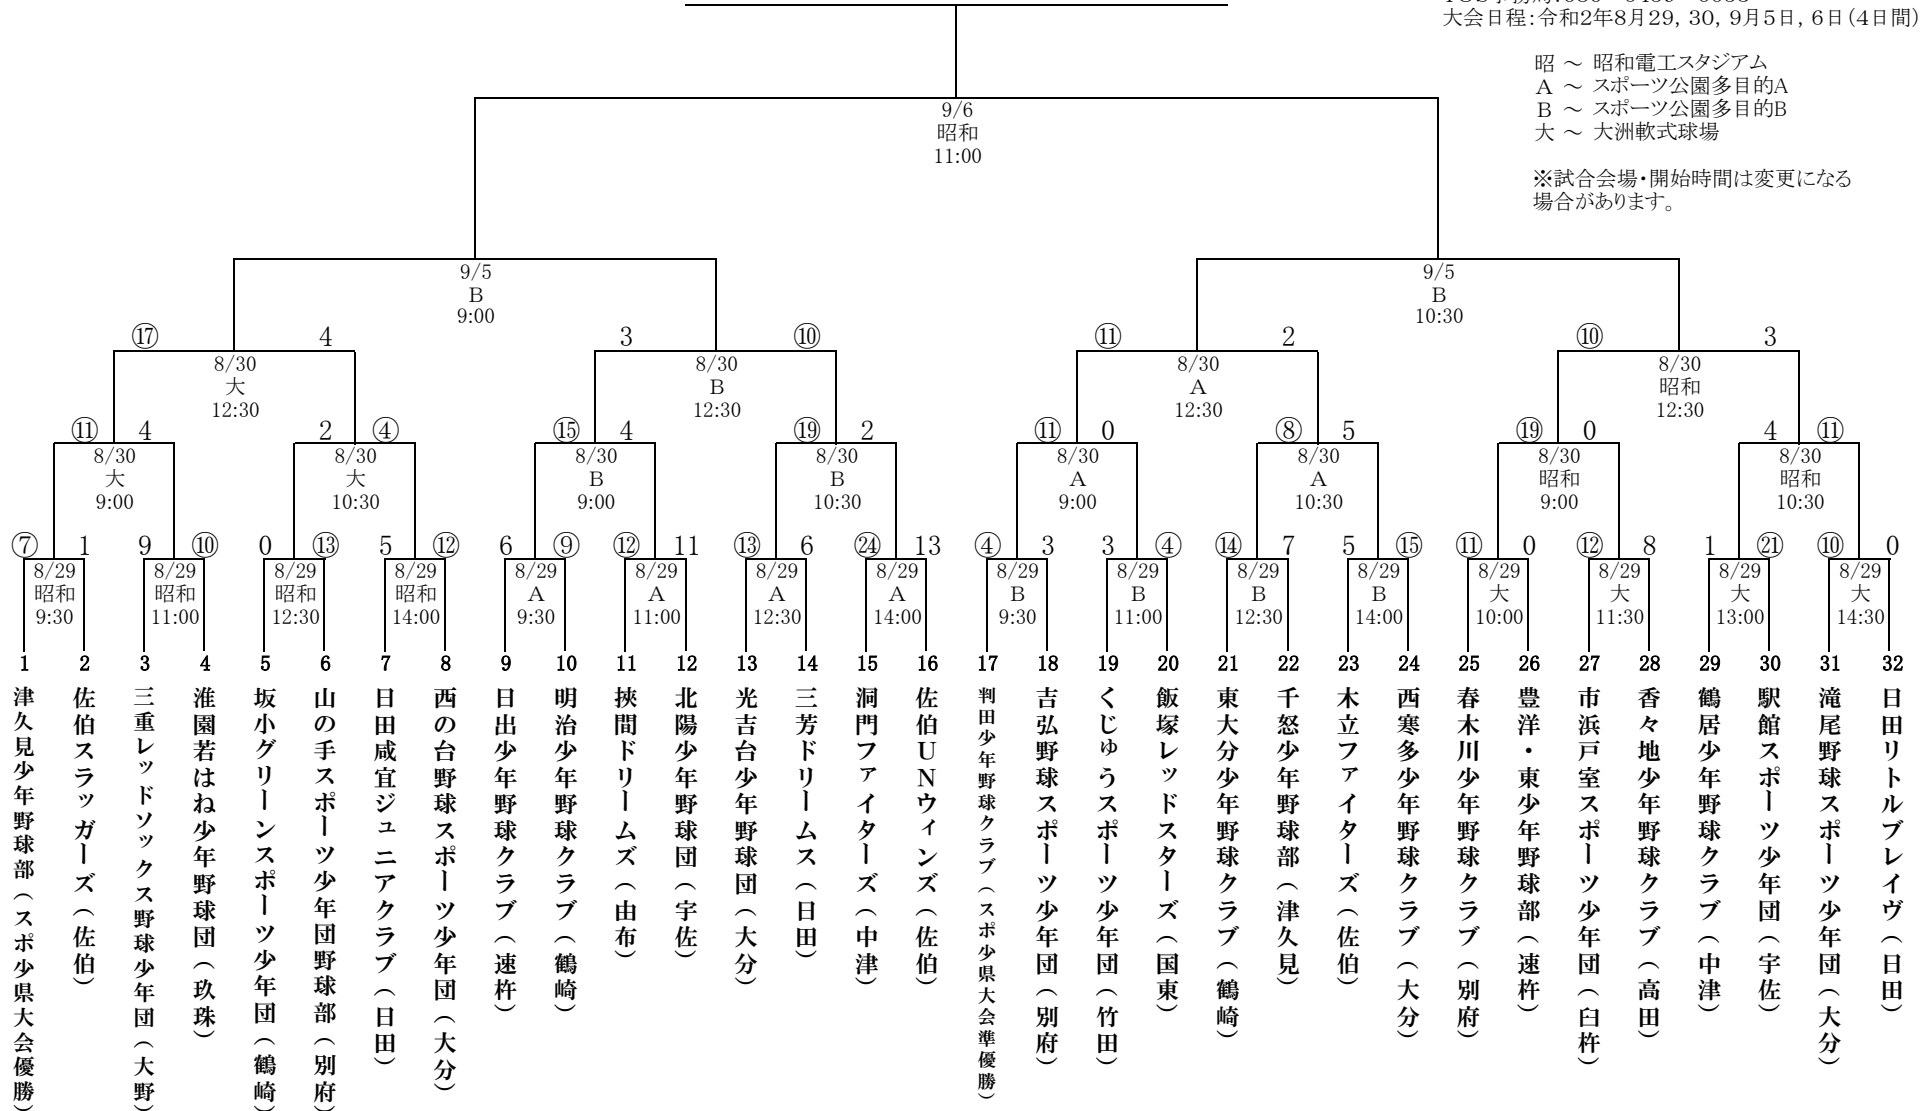 大会日程:令和2年8月29, 30, 9月5日, 6日(4日間)
昭 ～ 昭和電工スタジアム
A ～ スポーツ公園多目的A
B ～ スポーツ公園多目的B
大 ～ 大洲軟式球場
※試合会場・開始時間は変更になる
場合があります。
9/6
昭和
11:00
9/5
B
9:00
9/5
B
10:30
⑰ 4 3 ⑩ ⑪ 2 ⑩ 3
8/30 8/30 8/30 8/30
大 B A 昭和
12:30 12:30 12:30 12:30
⑪ 4 2 ④ ⑮ 4 ⑲ 2 ⑪ 0 ⑧ 5 ⑲ 0 4 ⑪
8/30 8/30 8/30 8/30 8/30 8/30 8/30 8/30
大 大 B B A A 昭和 昭和
9:00 10:30 9:00 10:30 9:00 10:30 9:00 10:30
⑦ 1 9 ⑩ 0 ⑬ 5 ⑫ 6 ⑨ ⑫ 11 ⑬ 6 ㉔ 13 ④ 3 3 ④ ⑭ 7 5 ⑮ ⑪ 0 ⑫ 8 1 ㉑ ⑩ 0
8/29 8/29 8/29 8/29 8/29 8/29 8/29 8/29 8/29 8/29 8/29 8/29 8/29 8/29 8/29 8/29
昭和 昭和 昭和 昭和 A A A A B B B B 大 大 大 大
9:30 11:00 12:30 14:00 9:30 11:00 12:30 14:00 9:30 11:00 12:30 14:00 10:00 11:30 13:00 14:30
1 2 3 4 5 6 7 8 9 10 11 12 13 14 15 16 17 18 19 20 21 22 23 24 25 26 27 28 29 30 31 32
津久見少年野球部(スポ少県大会優勝)
佐伯スラッガーズ(佐伯)
三重レッドソックス野球少年団(大野)
淮園若はね少年野球団(玖珠)
坂小グリーンスポーツ少年団(鶴崎)
山の手スポーツ少年団野球部(別府)
日田咸宜ジュニアクラブ(日田)
西の台野球スポーツ少年団(大分)
日出少年野球クラブ(速杵)
明治少年野球クラブ(鶴崎)
挾間ドリームズ(由布)
北陽少年野球団(宇佐)
光吉台少年野球団(大分)
三芳ドリームス(日田)
洞門ファイターズ(中津)
佐伯UNウィンズ(佐伯)
判田少年野球クラブ(スポ少県大会準優勝)
吉弘野球スポーツ少年団(別府)
くじゅうスポーツ少年団(竹田)
飯塚レッドスターズ(国東)
東大分少年野球クラブ(鶴崎)
千怒少年野球部(津久見)
木立ファイターズ(佐伯)
西寒多少年野球クラブ(大分)
春木川少年野球クラブ(別府)
豊洋・東少年野球部(速杵)
市浜戸室スポーツ少年団(臼杵)
香々地少年野球クラブ(高田)
鶴居少年野球クラブ(中津)
駅館スポーツ少年団(宇佐)
滝尾野球スポーツ少年団(大分)
日田リトルブレイヴ(日田)